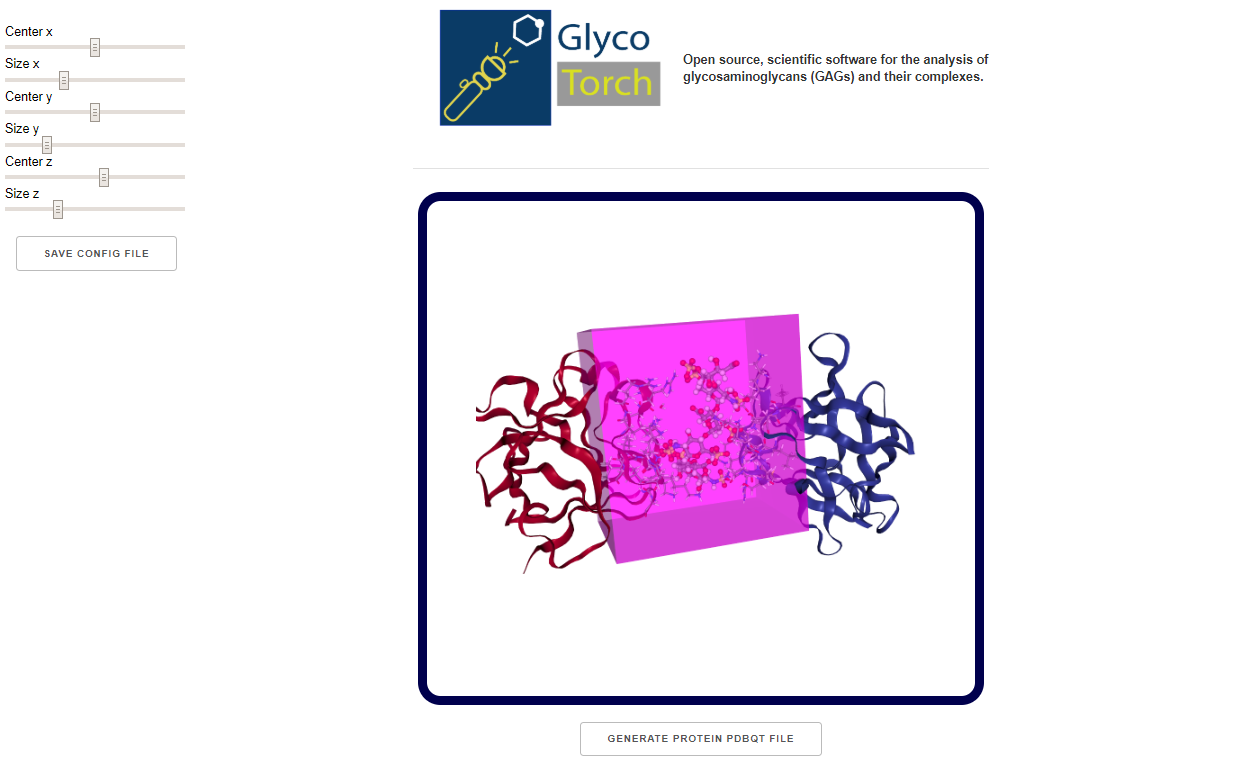 Center x
Size x
Center y
Size y
Center z
Size z
SAVE CONFIG FILE
Glyco
Torch
Open source, scientific software for the analysis of
glycosaminoglycans (GAGs) and their complexes.
GENERATE PROTEIN PDBQT FILE